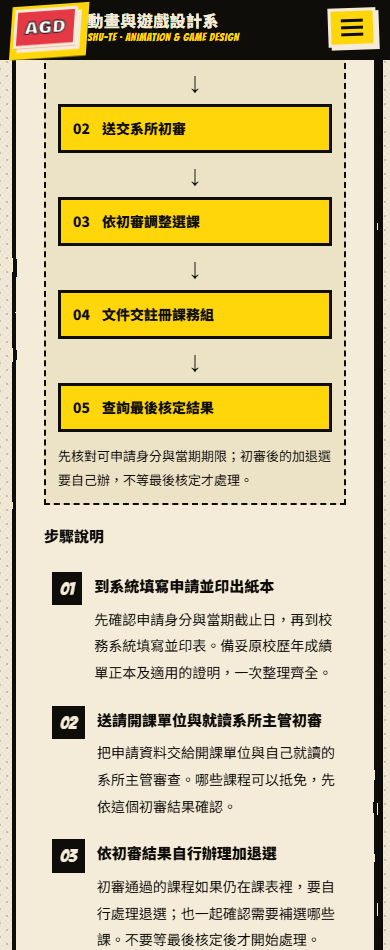 AGD
動畫與遊戲設計系
SHU-TE · ANIMATION & GAME DESIGN
↓
02 送交系所初審
↓
03 依初審調整選課
↓
04 文件交註冊課務組
↓
05 查詢最後核定結果
先核對可申請身分與當期期限；初審後的加退選
要自己辦，不等最後核定才處理。
步驟說明
01 到系統填寫申請並印出紙本
先確認申請身分與當期截止日，再到校
務系統填寫並印表。備妥原校歷年成績
單正本及適用的證明，一次整理齊全。
02 送請開課單位與就讀系所主管初審
把申請資料交給開課單位與自己就讀的
系所主管審查。哪些課程可以抵免，先
依這個初審結果確認。
03 依初審結果自行辦理加退選
初審通過的課程如果仍在課表裡，要自
行處理退選；也一起確認需要補選哪些
課。不要等最後核定後才開始處理。